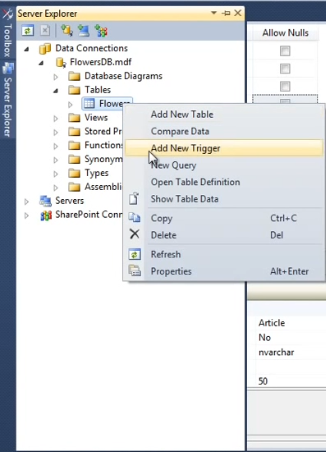 Server Explorer
Toolbox
Server Explorer
Data Connections
FlowersDB.mdf
Database Diagrams
Tables
Flowers
Views
Stored Pr
Functions
Synonym
Types
Assembli
Servers
SharePoint Conn
Add New Table
Compare Data
Add New Trigger
New Query
Open Table Definition
Show Table Data
Copy Ctrl+C
Delete Del
Refresh
Properties Alt+Enter
Allow Nulls
Article
No
nvarchar
50